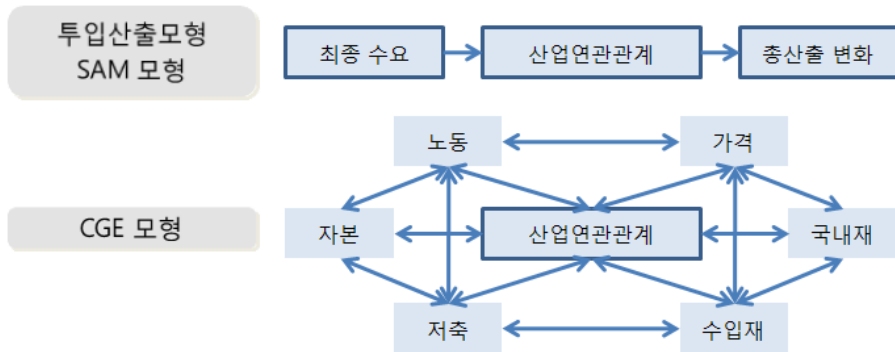 투입산출모형
SAM 모형
최종 수요
산업연관관계
총산출 변화
노동
가격
CGE 모형
자본
산업연관관계
국내재
저축
수입재